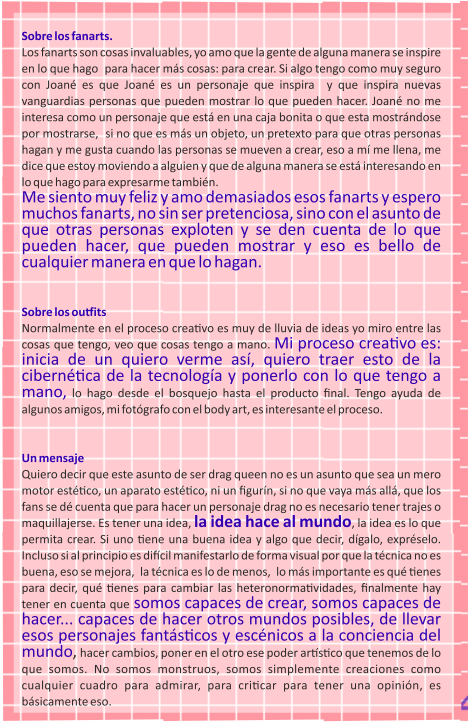 Sobre los fanarts.
Los fanarts son cosas invaluables, yo amo que la gente de alguna manera se inspire
en lo que hago para hacer más cosas: para crear. Si algo tengo como muy seguro
con Joané es que Joané es un personaje que inspira y que inspira nuevas
vanguardias personas que pueden mostrar lo que pueden hacer. Joané no me
interesa como un personaje que está en una caja bonita o que esta mostrándose
por mostrarse, si no que es más un objeto, un pretexto para que otras personas
hagan y me gusta cuando las personas se mueven a crear, eso a mí me llena, me
dice que estoy moviendo a alguien y que de alguna manera se está interesando en
lo que hago para expresarme también.
Me siento muy feliz y amo demasiados esos fanarts y espero
muchos fanarts, no sin ser pretenciosa, sino con el asunto de
que otras personas exploten y se den cuenta de lo que
pueden hacer, que pueden mostrar y eso es bello de
cualquier manera en que lo hagan.
Sobre los outfits
Normalmente en el proceso creativo es muy de lluvia de ideas yo miro entre las
cosas que tengo, veo que cosas tengo a mano. Mi proceso creativo es:
inicia de un quiero verme así, quiero traer esto de la
cibernética de la tecnología y ponerlo con lo que tengo a
mano, lo hago desde el bosquejo hasta el producto final. Tengo ayuda de
algunos amigos, mi fotógrafo con el body art, es interesante el proceso.
Un mensaje
Quiero decir que este asunto de ser drag queen no es un asunto que sea un mero
motor estético, un aparato estético, ni un figurín, si no que vaya más allá, que los
fans se dé cuenta que para hacer un personaje drag no es necesario tener trajes o
maquillajerse. Es tener una idea, la idea hace al mundo, la idea es lo que
permita crear. Si uno tiene una buena idea y algo que decir, dígalo, expréselo.
Incluso si al principio es difícil manifestarlo de forma visual por que la técnica no es
buena, eso se mejora, la técnica es lo de menos, lo más importante es qué tienes
para decir, qué tienes para cambiar las heteronormatividades, finalmente hay
tener en cuenta que somos capaces de crear, somos capaces de
hacer... capaces de hacer otros mundos posibles, de llevar
esos personajes fantásticos y escénicos a la conciencia del
mundo, hacer cambios, poner en el otro ese poder artístico que tenemos de lo
que somos. No somos monstruos, somos simplemente creaciones como
cualquier cuadro para admirar, para criticar para tener una opinión, es
básicamente eso.